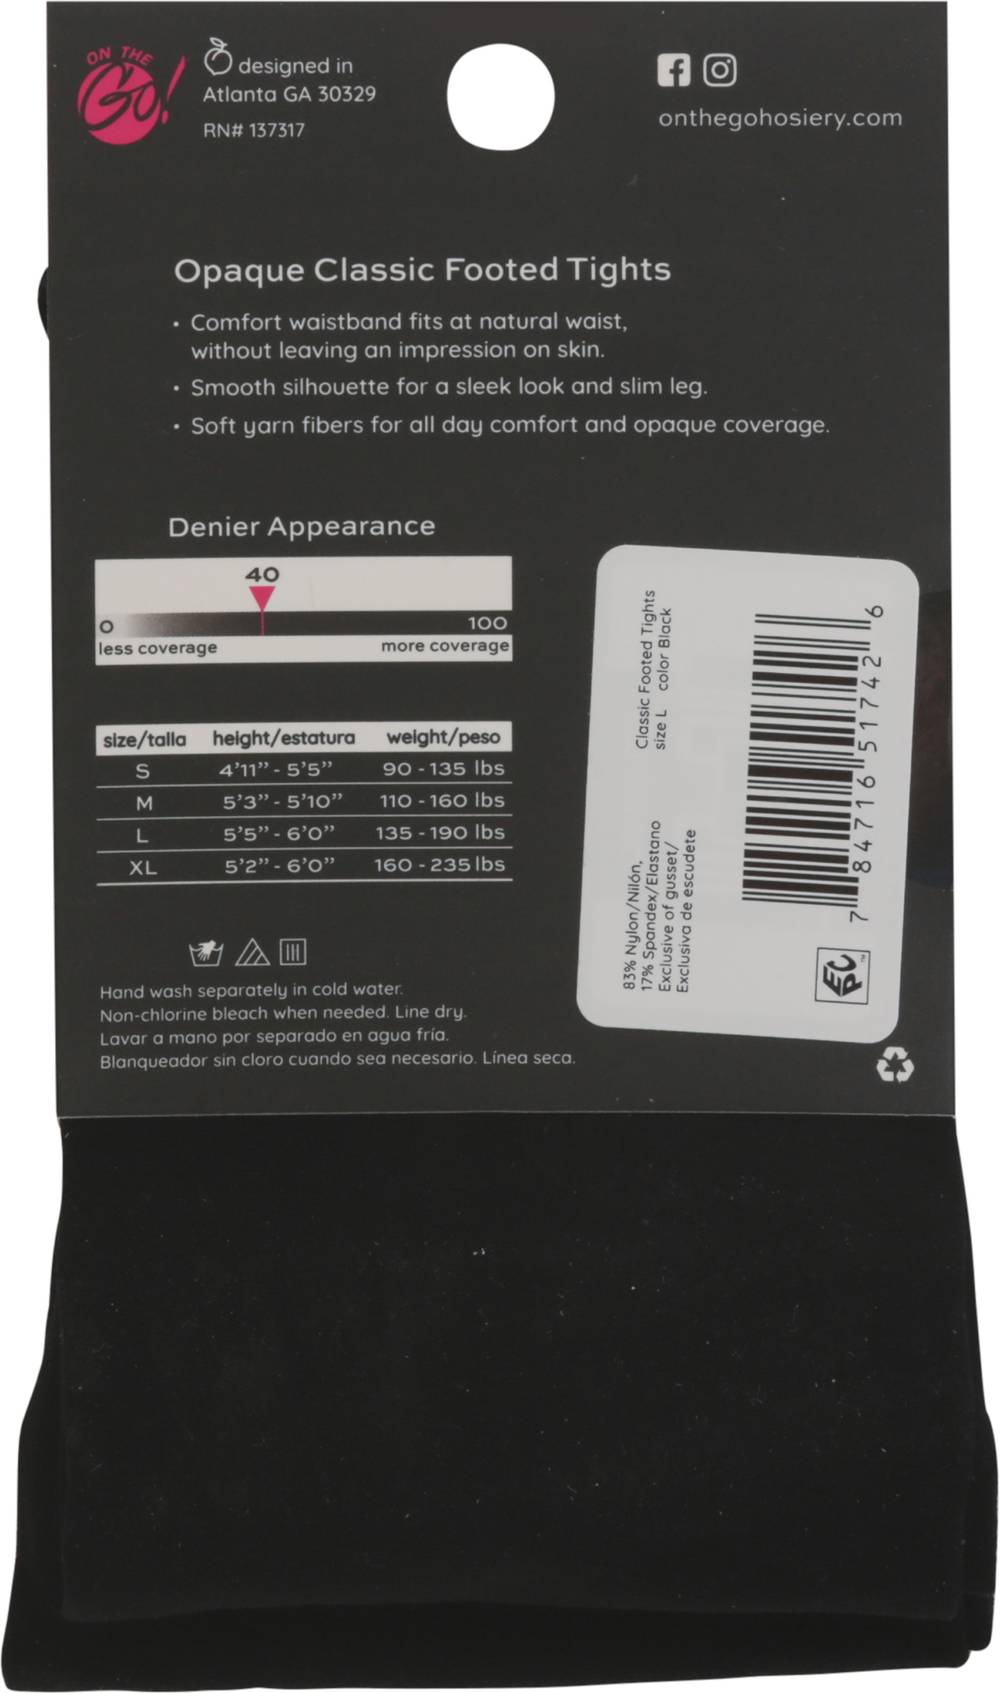 ON THE
Go!
designed in
Atlanta GA 30329
RN# 137317
onthegohosiery.com
Opaque Classic Footed Tights
• Comfort waistband fits at natural waist,
without leaving an impression on skin.
• Smooth silhouette for a sleek look and slim leg.
• Soft yarn fibers for all day comfort and opaque coverage.
Denier Appearance
40
0 100
less coverage more coverage
size/talla height/estatura weight/peso
S 4'11” - 5'5” 90 - 135 lbs
M 5'3” - 5'10” 110 - 160 lbs
L 5'5” - 6'0” 135 - 190 lbs
XL 5'2” - 6'0” 160 - 235 lbs
Hand wash separately in cold water.
Non-chlorine bleach when needed. Line dry.
Lavar a mano por separado en agua fría.
Blanqueador sin cloro cuando sea necesario. Línea seca.
Classic Footed Tights
size L color Black
83% Nylon/Nilón,
17% Spandex/Elastano
Exclusive of gusset/
Exclusiva de escudete
7 84716 51742 6
EPC™